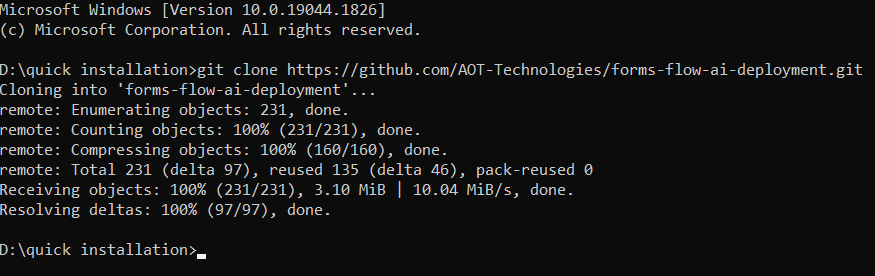 Microsoft Windows [Version 10.0.19044.1826]
(c) Microsoft Corporation. All rights reserved.
D:\quick installation>git clone https://github.com/AOT-Technologies/forms-flow-ai-deployment.git
Cloning into 'forms-flow-ai-deployment'...
remote: Enumerating objects: 231, done.
remote: Counting objects: 100% (231/231), done.
remote: Compressing objects: 100% (160/160), done.
remote: Total 231 (delta 97), reused 135 (delta 46), pack-reused 0
Receiving objects: 100% (231/231), 3.10 MiB | 10.04 MiB/s, done.
Resolving deltas: 100% (97/97), done.
D:\quick installation>